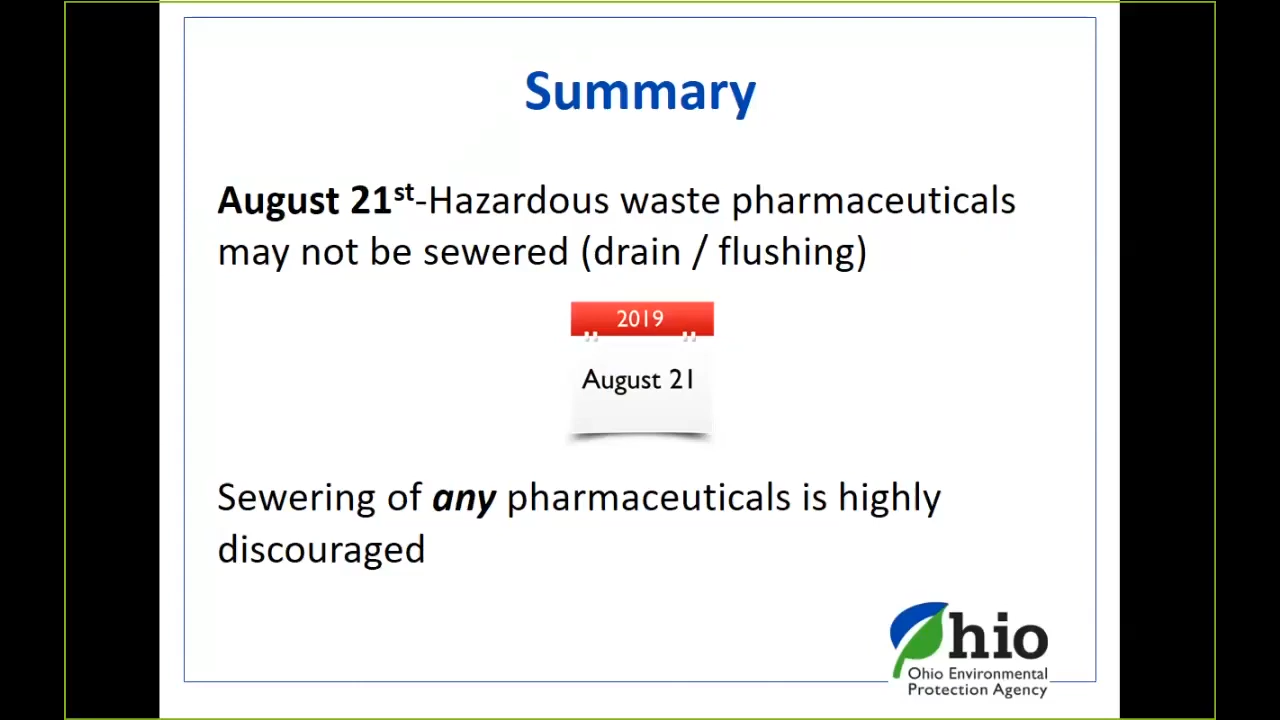 Summary
August 21st-Hazardous waste pharmaceuticals
may not be sewered (drain / flushing)
2019
August 21
Sewering of any pharmaceuticals is highly
discouraged
Ohio
Ohio Environmental
Protection Agency